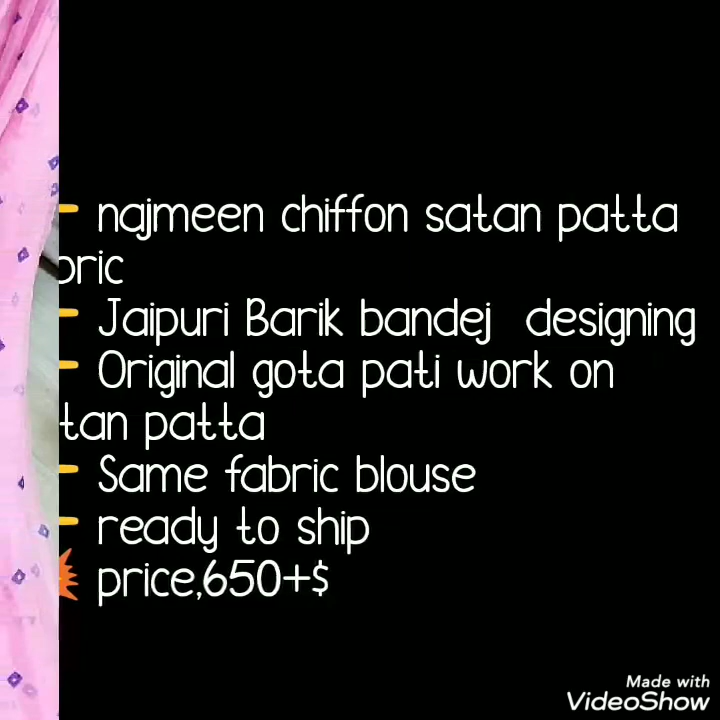 najmeen chiffon satan patta
bric
Jaipuri Barik bandej designing
Original gota pati work on
tan patta
Same fabric blouse
ready to ship
price,650+$
Made with
VideoShow